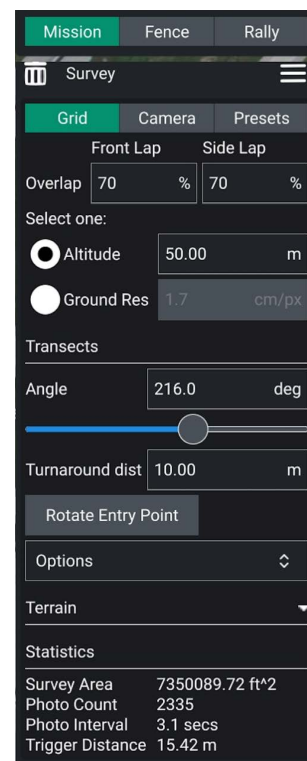 Mission Fence Rally
Survey
Grid Camera Presets
Front Lap Side Lap
Overlap 70 % 70 %
Select one:
Altitude 50.00 m
Ground Res 1.7 cm/px
Transects
Angle 216.0 deg
Turnaround dist 10.00 m
Rotate Entry Point
Options
Terrain
Statistics
Survey Area 7350089.72 ft^2
Photo Count 2335
Photo Interval 3.1 secs
Trigger Distance 15.42 m